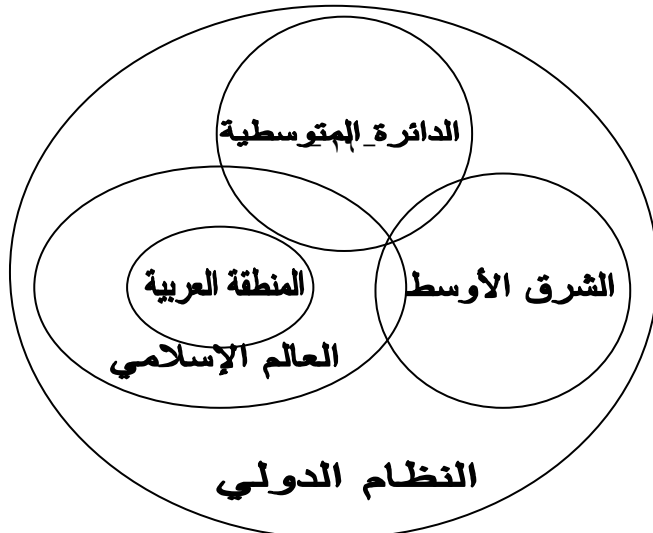 الدائرة المتوسطية
المنطقة العربية
الشرق الأوسط
العالم الإسلامي
النظام الدولي